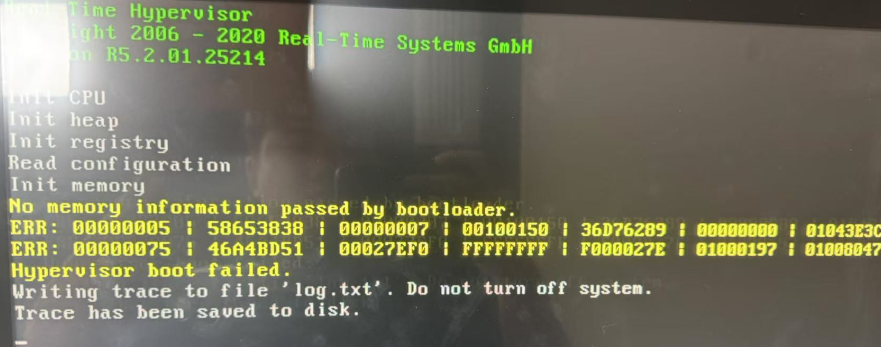 Time Hypervisor
ight 2006 - 2020 Real-Time Systems GmbH
on R5.2.01.25214
Init CPU
Init heap
Init registry
Read configuration
Init memory
No memory information passed by bootloader.
ERR: 00000005 ¦ 58653838 ¦ 00000007 ¦ 00100150 ¦ 36D76289 ¦ 00000000 ¦ 01043E3C
ERR: 00000075 ¦ 46A4BD51 ¦ 00027EF0 ¦ FFFFFFFF ¦ F000027E ¦ 01000197 ¦ 01008047
Hypervisor boot failed.
Writing trace to file 'log.txt'. Do not turn off system.
Trace has been saved to disk.